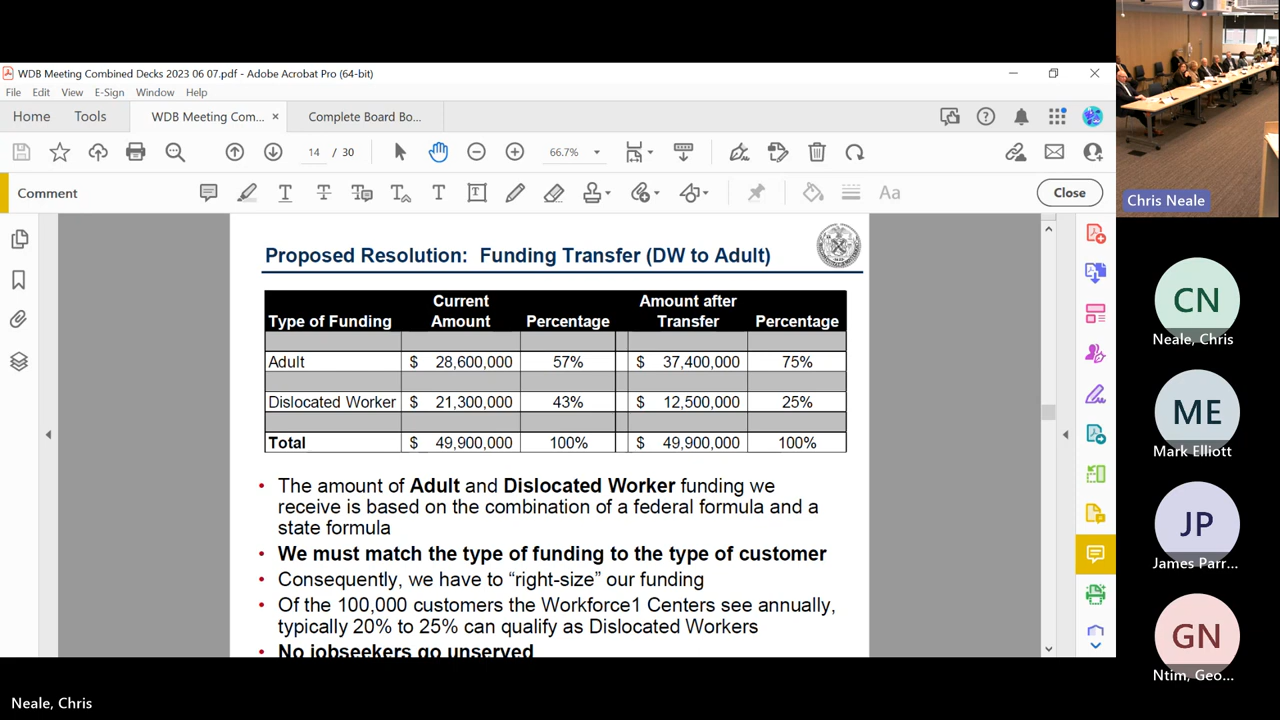 WDB Meeting Combined Decks 2023 06 07.pdf - Adobe Acrobat Pro (64-bit)
File Edit View E-Sign Window Help
Home Tools WDB Meeting Com... × Complete Board Bo...
14 / 30 66.7%
Comment Close
Proposed Resolution: Funding Transfer (DW to Adult)
Type of Funding Current Amount Percentage Amount after Transfer Percentage
Adult $ 28,600,000 57% $ 37,400,000 75%
Dislocated Worker $ 21,300,000 43% $ 12,500,000 25%
Total $ 49,900,000 100% $ 49,900,000 100%
• The amount of Adult and Dislocated Worker funding we
receive is based on the combination of a federal formula and a
state formula
• We must match the type of funding to the type of customer
• Consequently, we have to “right-size” our funding
• Of the 100,000 customers the Workforce1 Centers see annually,
typically 20% to 25% can qualify as Dislocated Workers
• No jobseekers go unserved
Chris Neale
CN
Neale, Chris
ME
Mark Elliott
JP
James Parr...
GN
Ntim, Geo...
Neale, Chris